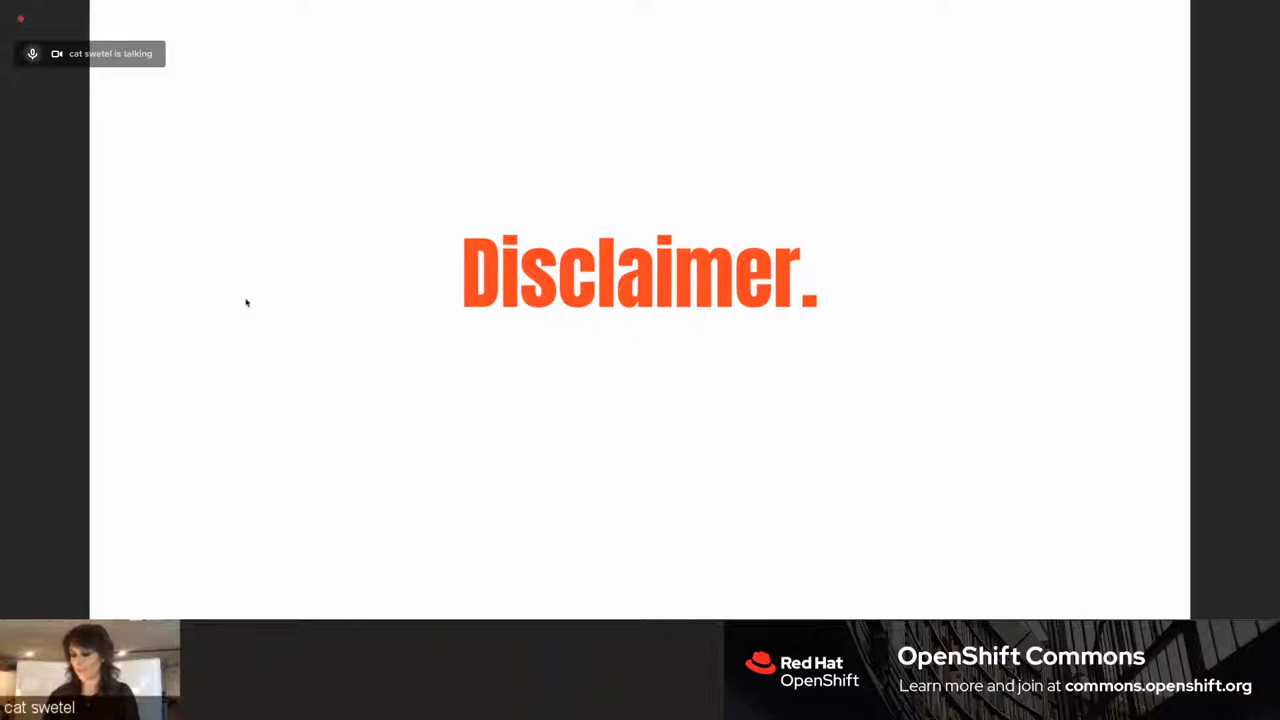 cat swetel is talking
Disclaimer.
cat swetel
Red Hat
OpenShift
OpenShift Commons
Learn more and join at commons.openshift.org